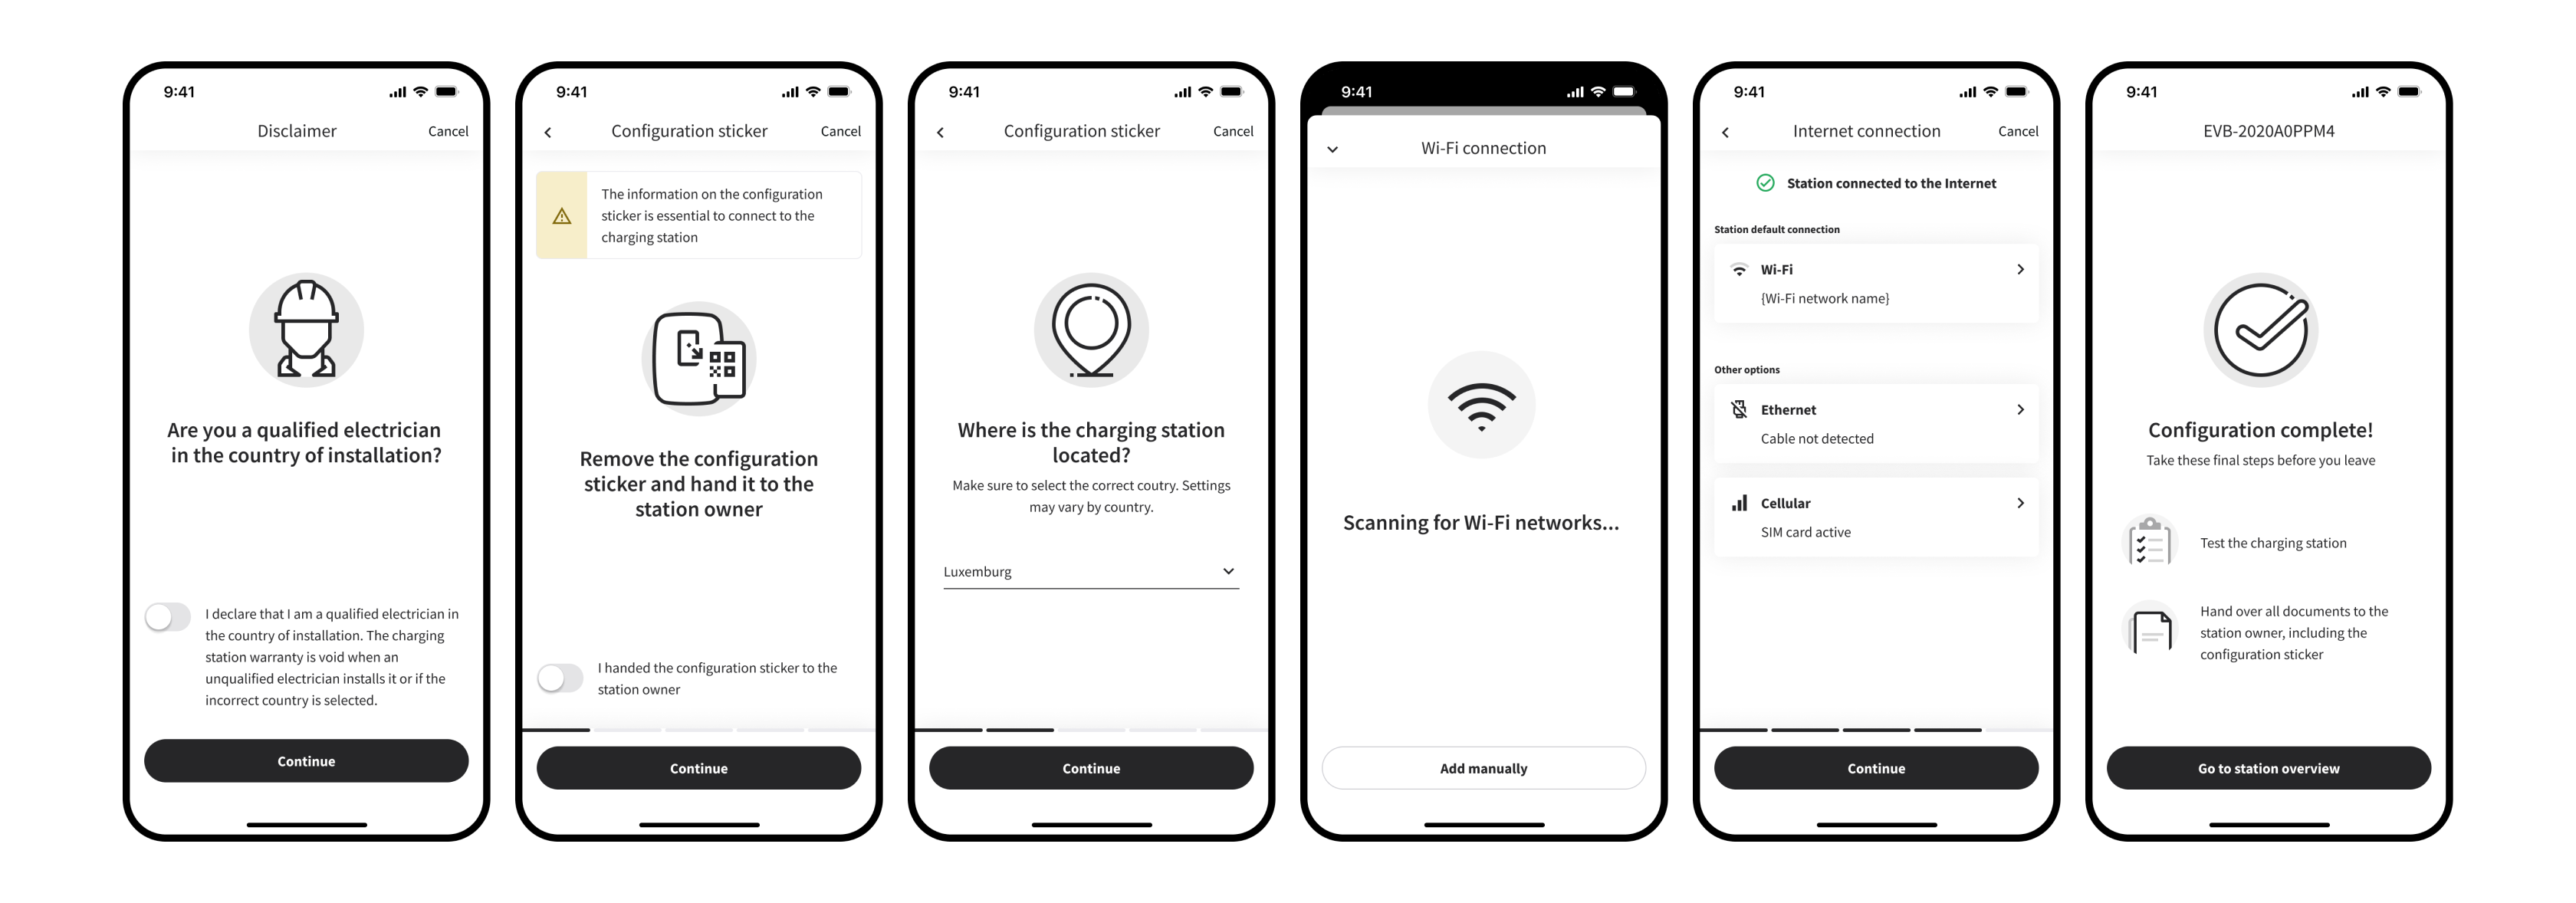 9:41
Disclaimer
Cancel
Are you a qualified electrician
in the country of installation?
I declare that I am a qualified electrician in
the country of installation. The charging
station warranty is void when an
unqualified electrician installs it or if the
incorrect country is selected.
Continue
9:41
Configuration sticker
Cancel
The information on the configuration
sticker is essential to connect to the
charging station
Remove the configuration
sticker and hand it to the
station owner
I handed the configuration sticker to the
station owner
Continue
9:41
Configuration sticker
Cancel
Where is the charging station
located?
Make sure to select the correct coutry. Settings
may vary by country.
Luxemburg
Continue
9:41
Wi-Fi connection
Scanning for Wi-Fi networks...
Add manually
9:41
Internet connection
Cancel
Station connected to the Internet
Station default connection
Wi-Fi
{Wi-Fi network name}
Other options
Ethernet
Cable not detected
Cellular
SIM card active
Continue
9:41
EVB-2020A0PPM4
Configuration complete!
Take these final steps before you leave
Test the charging station
Hand over all documents to the
station owner, including the
configuration sticker
Go to station overview